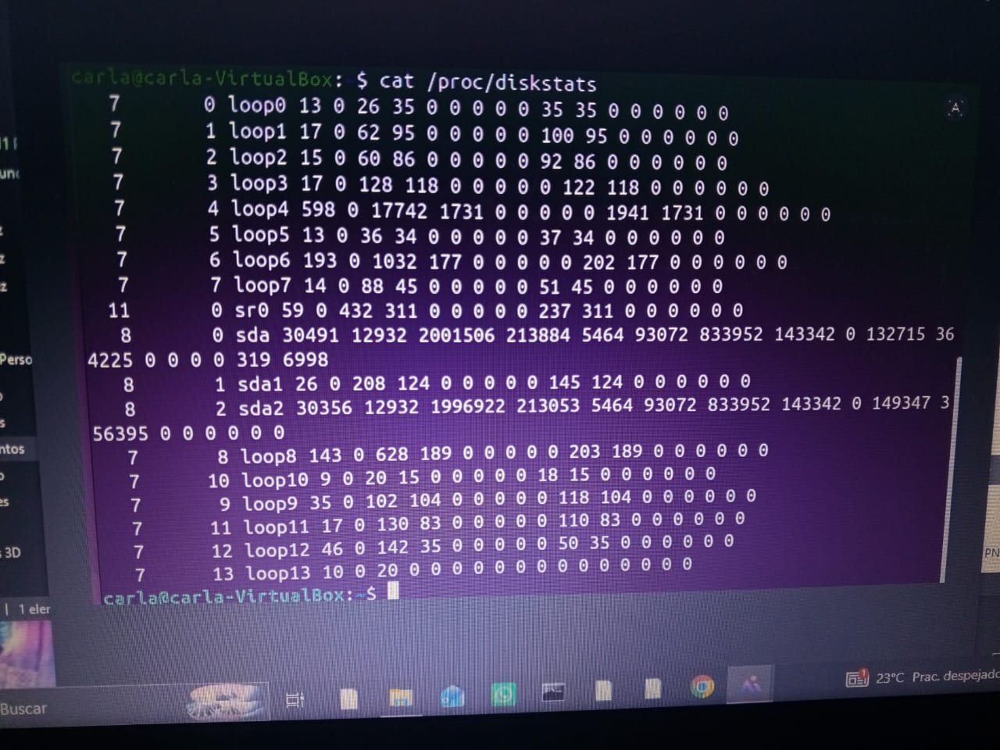 carla@carla-VirtualBox:~$ cat /proc/diskstats
7 0 loop0 13 0 26 35 0 0 0 0 0 35 35 0 0 0 0 0 0
7 1 loop1 17 0 62 95 0 0 0 0 0 100 95 0 0 0 0 0 0
7 2 loop2 15 0 60 86 0 0 0 0 0 92 86 0 0 0 0 0 0
7 3 loop3 17 0 128 118 0 0 0 0 0 122 118 0 0 0 0 0 0
7 4 loop4 598 0 17742 1731 0 0 0 0 0 1941 1731 0 0 0 0 0 0
7 5 loop5 13 0 36 34 0 0 0 0 0 37 34 0 0 0 0 0 0
7 6 loop6 193 0 1032 177 0 0 0 0 0 202 177 0 0 0 0 0 0
7 7 loop7 14 0 88 45 0 0 0 0 0 51 45 0 0 0 0 0 0
11 0 sr0 59 0 432 311 0 0 0 0 0 237 311 0 0 0 0 0 0
8 0 sda 30491 12932 2001506 213884 5464 93072 833952 143342 0 132715 36
4225 0 0 0 0 319 6998
8 1 sda1 26 0 208 124 0 0 0 0 0 145 124 0 0 0 0 0 0
8 2 sda2 30356 12932 1996922 213053 5464 93072 833952 143342 0 149347 3
56395 0 0 0 0 0 0
7 8 loop8 143 0 628 189 0 0 0 0 0 203 189 0 0 0 0 0 0
7 10 loop10 9 0 20 15 0 0 0 0 0 18 15 0 0 0 0 0 0
7 9 loop9 35 0 102 104 0 0 0 0 0 118 104 0 0 0 0 0 0
7 11 loop11 17 0 130 83 0 0 0 0 0 110 83 0 0 0 0 0 0
7 12 loop12 46 0 142 35 0 0 0 0 0 50 35 0 0 0 0 0 0
7 13 loop13 10 0 20 0 0 0 0 0 0 0 0 0 0 0 0 0 0
carla@carla-VirtualBox:~$
Perso
ntos
3D
1 eler
PN
Buscar
1
23°C Prac. despejado